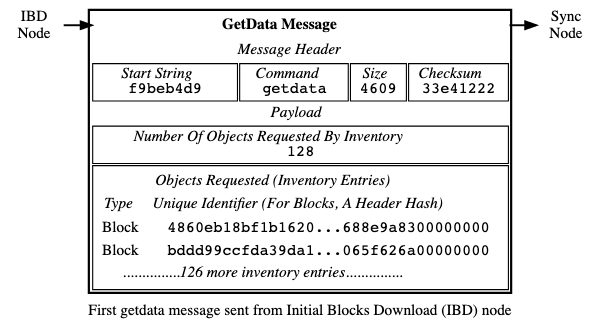 IBD Node
Sync Node
GetData Message
Message Header
Start String Command Size Checksum
f9beb4d9 getdata 4609 33e41222
Payload
Number Of Objects Requested By Inventory
128
Objects Requested (Inventory Entries)
Type Unique Identifier (For Blocks, A Header Hash)
Block 4860eb18bf1b1620...688e9a8300000000
Block bddd99ccfda39da1...065f626a00000000
...............126 more inventory entries...............
First getdata message sent from Initial Blocks Download (IBD) node